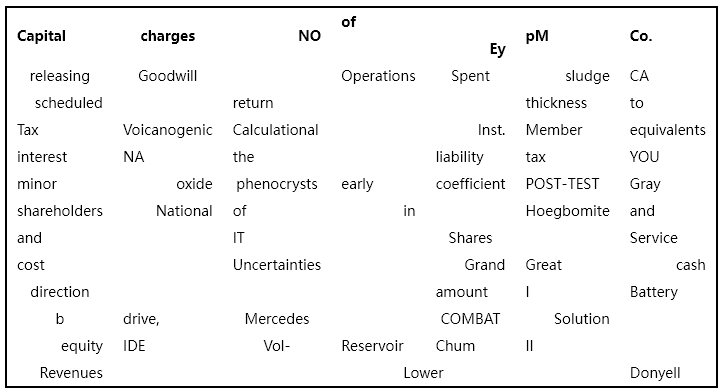 Capital charges NO of Ey pM Co.
releasing Goodwill Operations Spent sludge CA
scheduled return thickness to
Tax Voicanogenic Calculational Inst. Member equivalents
interest NA the liability tax YOU
minor oxide phenocrysts early coefficient POST-TEST Gray
shareholders National of in Hoegbomite and
and IT Shares Service
cost Uncertainties Grand Great cash
direction amount I Battery
b drive, Mercedes COMBAT Solution
equity IDE Vol- Reservoir Chum II
Revenues Lower Donyell